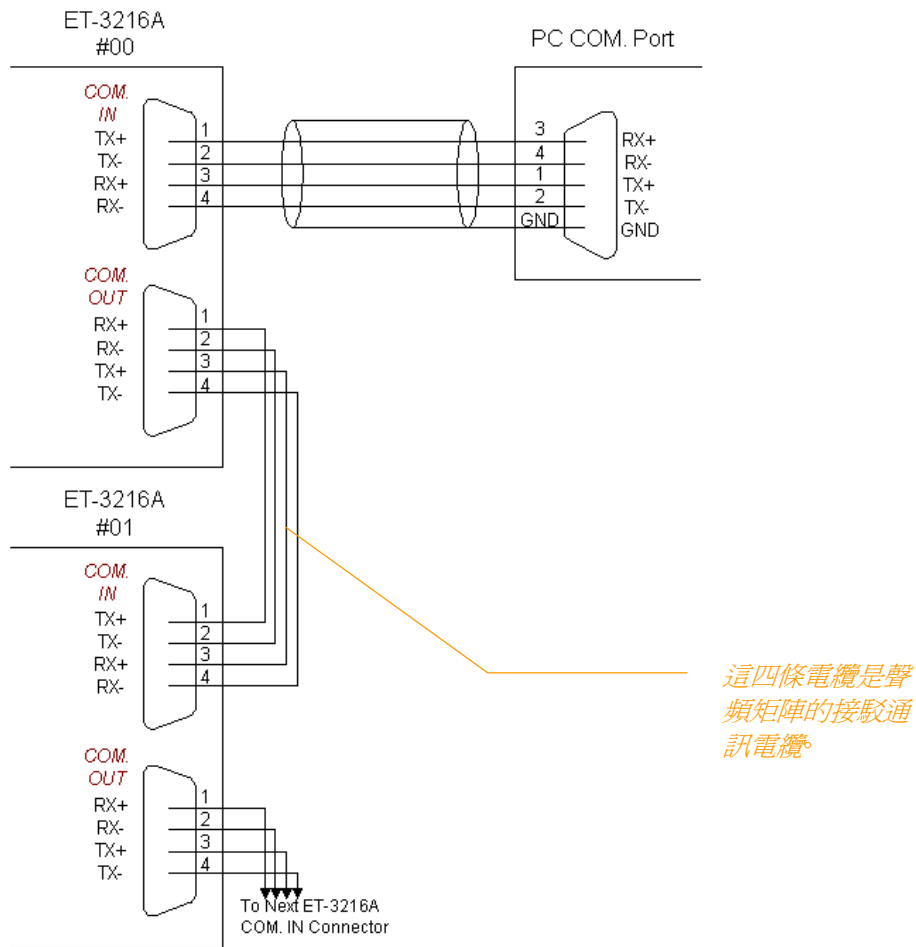 ET-3216A
#00
PC COM. Port
COM.
IN
TX+
TX-
RX+
RX-
1
2
3
4
3
4
1
2
GND
RX+
RX-
TX+
TX-
GND
COM.
OUT
RX+
RX-
TX+
TX-
1
2
3
4
ET-3216A
#01
COM.
IN
TX+
TX-
RX+
RX-
1
2
3
4
這四條電纜是聲
頻矩陣的接駁通
訊電纜。
COM.
OUT
RX+
RX-
TX+
TX-
1
2
3
4
To Next ET-3216A
COM. IN Connector